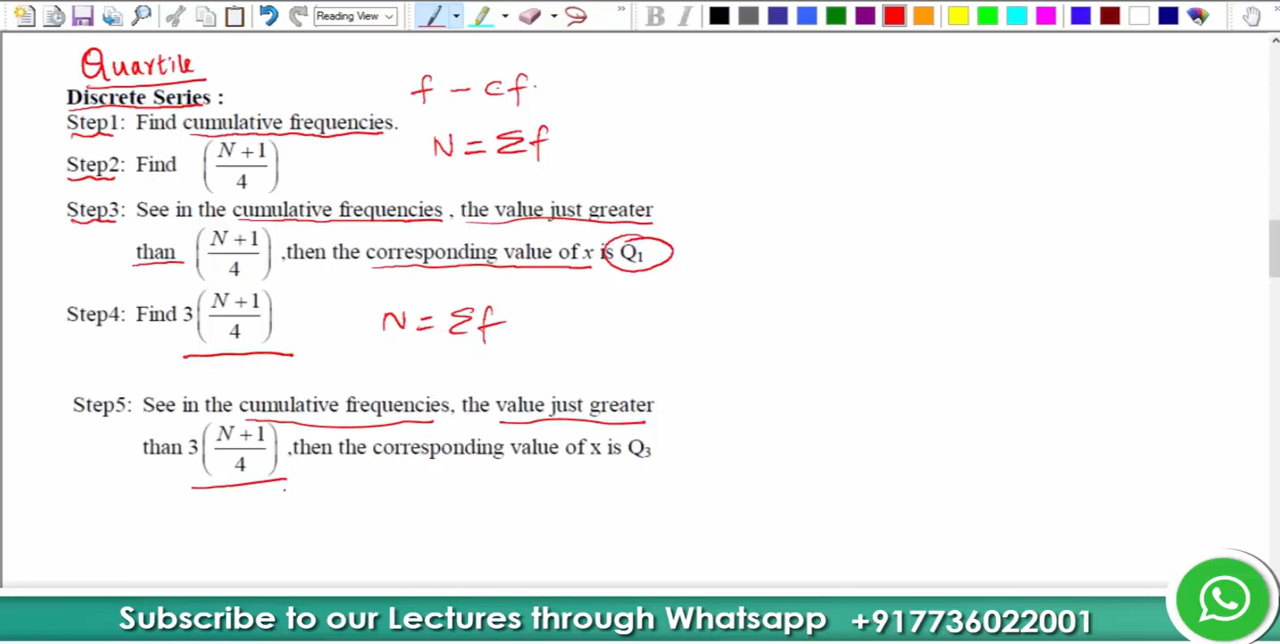 Reading View
B I
Quartile
Discrete Series :
f - cf.
Step1: Find cumulative frequencies.
N = Σf
Step2: Find (N+1/4)
Step3: See in the cumulative frequencies , the value just greater
than (N+1/4) ,then the corresponding value of x is Q₁
Step4: Find 3(N+1/4)
N = Σf
Step5: See in the cumulative frequencies, the value just greater
than 3(N+1/4) ,then the corresponding value of x is Q₃
Subscribe to our Lectures through Whatsapp +917736022001